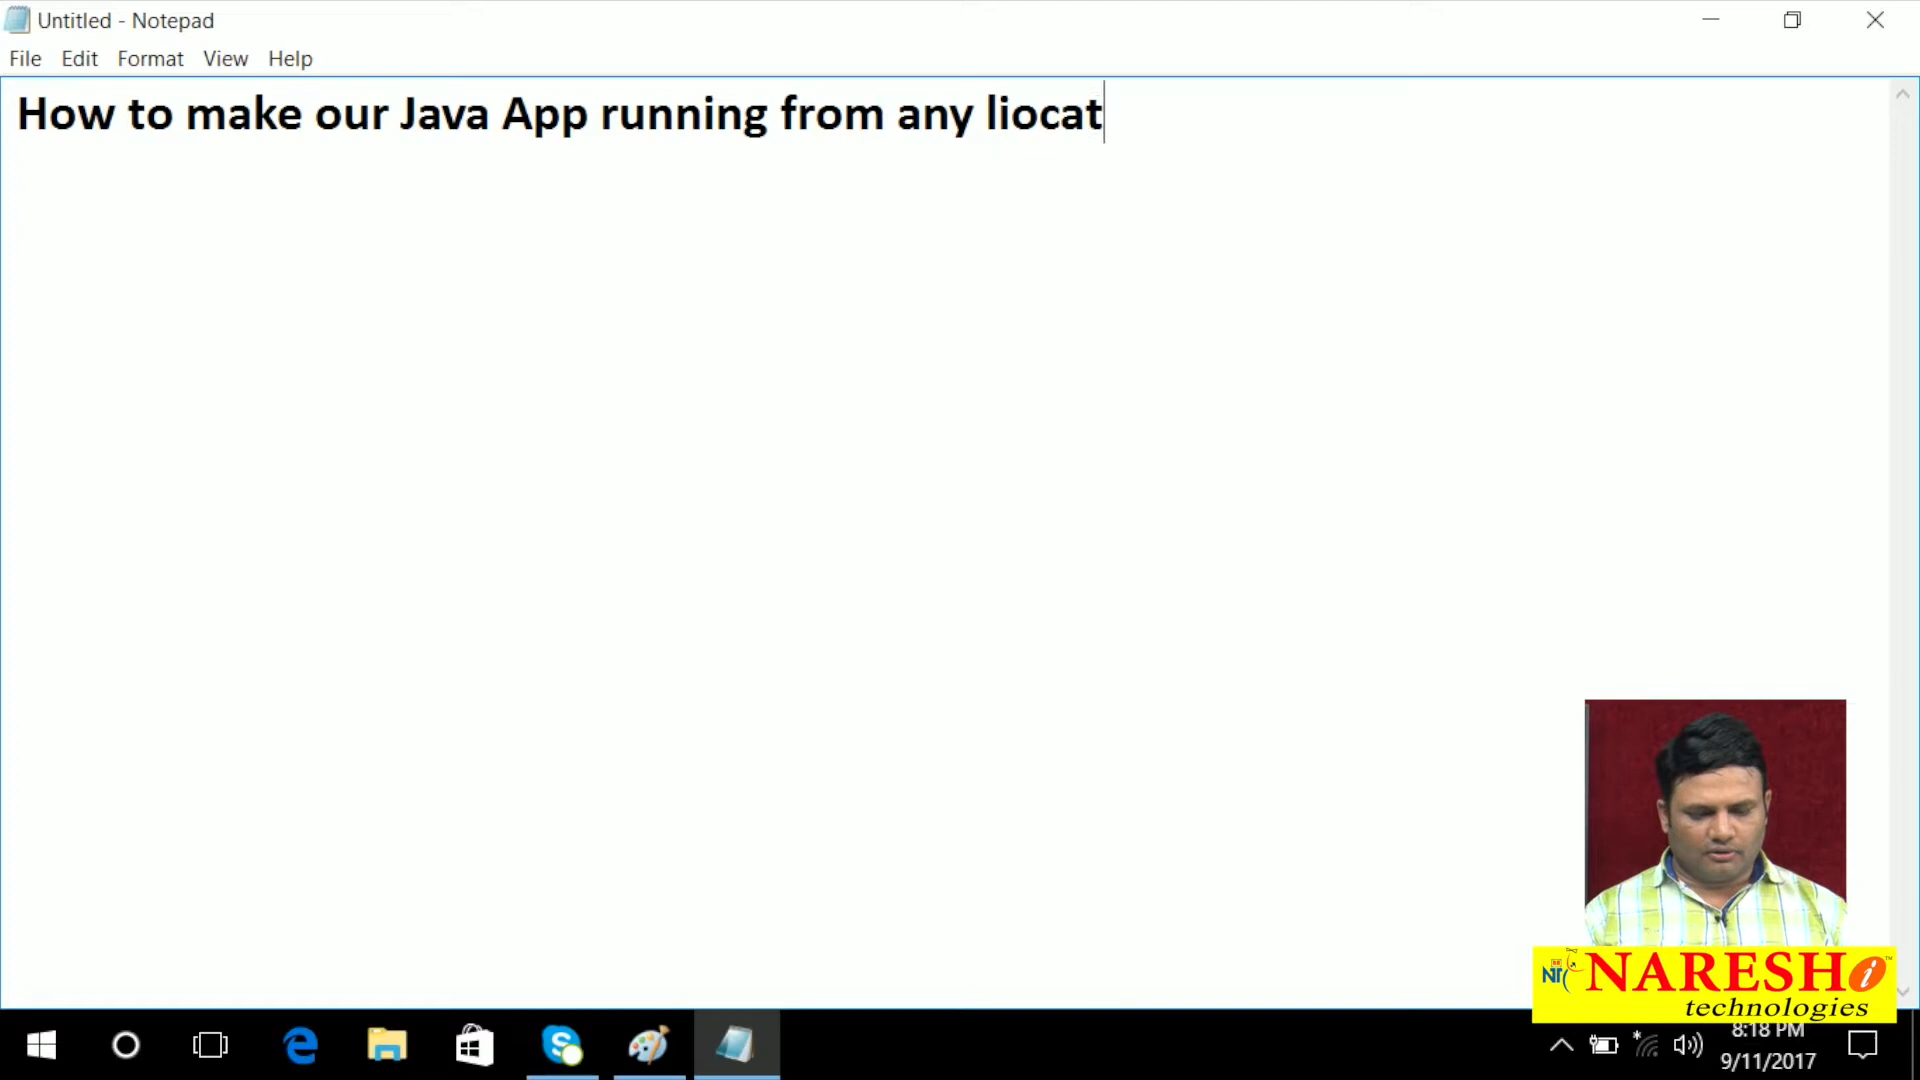 Untitled - Notepad
File Edit Format View Help
How to make our Java App running from any liocat
NARESH i
technologies
8:18 PM
9/11/2017